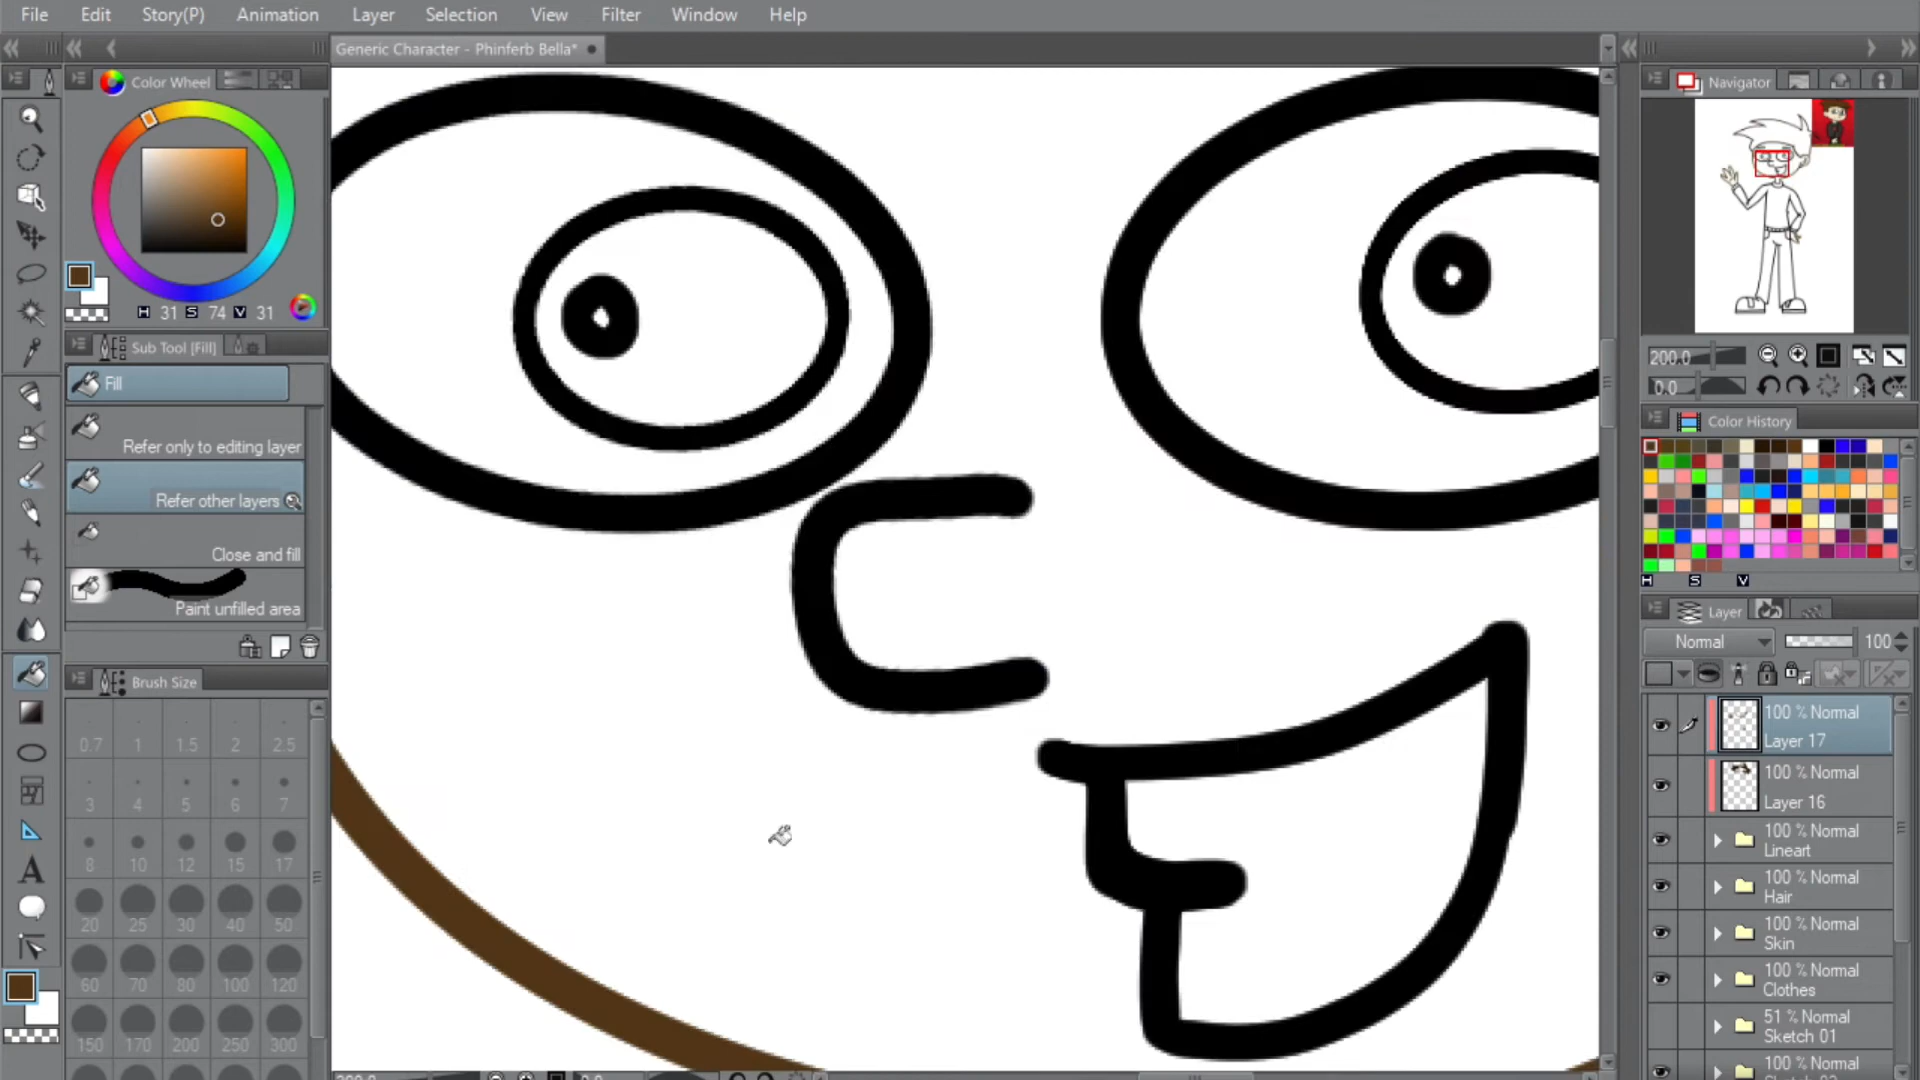 File Edit Story(P) Animation Layer Selection View Filter Window Help
Generic Character - Phinferb Bella*
Color Wheel
H 31 S 74 V 31
Sub Tool [Fill]
Fill
Refer only to editing layer
Refer other layers
Close and fill
Paint unfilled area
Brush Size
0.7 1 1.5 2 2.5
3 4 5 6 7
8 10 12 15 17
20 25 30 40 50
60 70 80 100 120
150 170 200 250 300
A
Navigator
200.0
0.0
Color History
H S V
Layer
Normal 100
100 % Normal
Layer 17
100 % Normal
Layer 16
100 % Normal
Lineart
100 % Normal
Hair
100 % Normal
Skin
100 % Normal
Clothes
51 % Normal
Sketch 01
100 % Normal